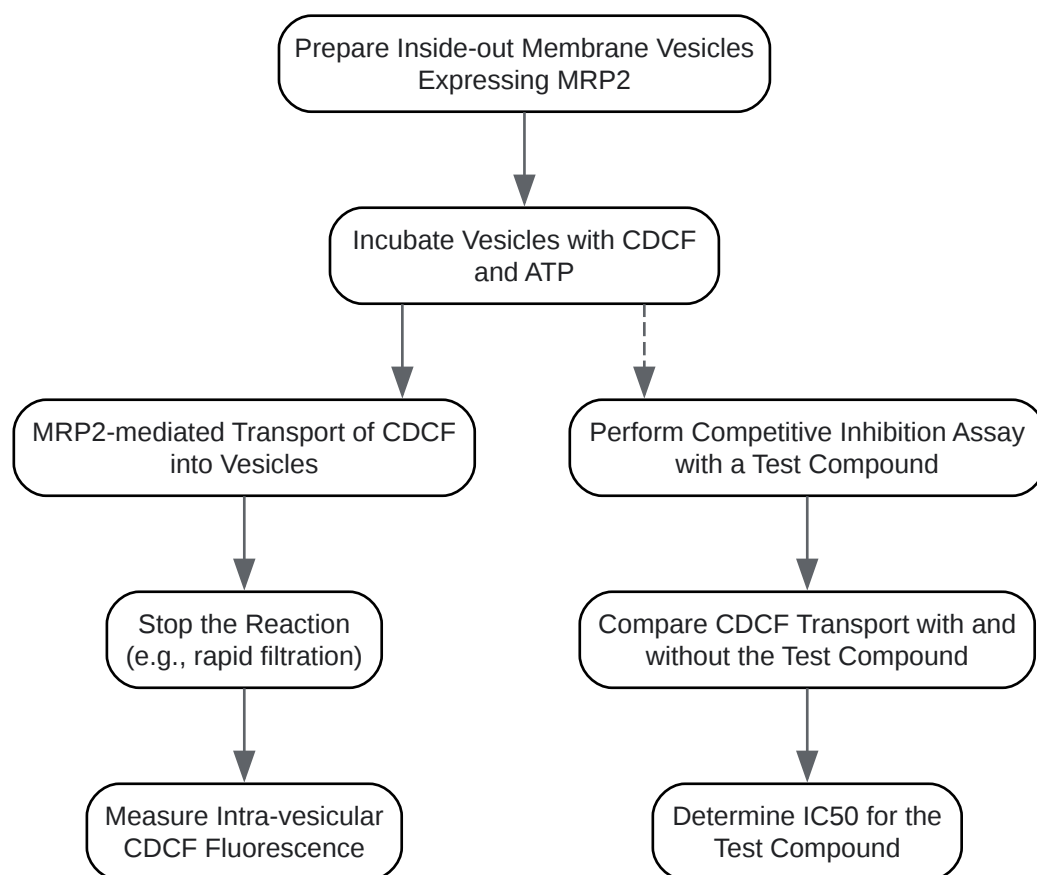 Prepare Inside-out Membrane Vesicles
Expressing MRP2
Incubate Vesicles with CDCF
and ATP
MRP2-mediated Transport of CDCF
into Vesicles
Perform Competitive Inhibition Assay
with a Test Compound
Stop the Reaction
(e.g., rapid filtration)
Compare CDCF Transport with and
without the Test Compound
Measure Intra-vesicular
CDCF Fluorescence
Determine IC50 for the
Test Compound